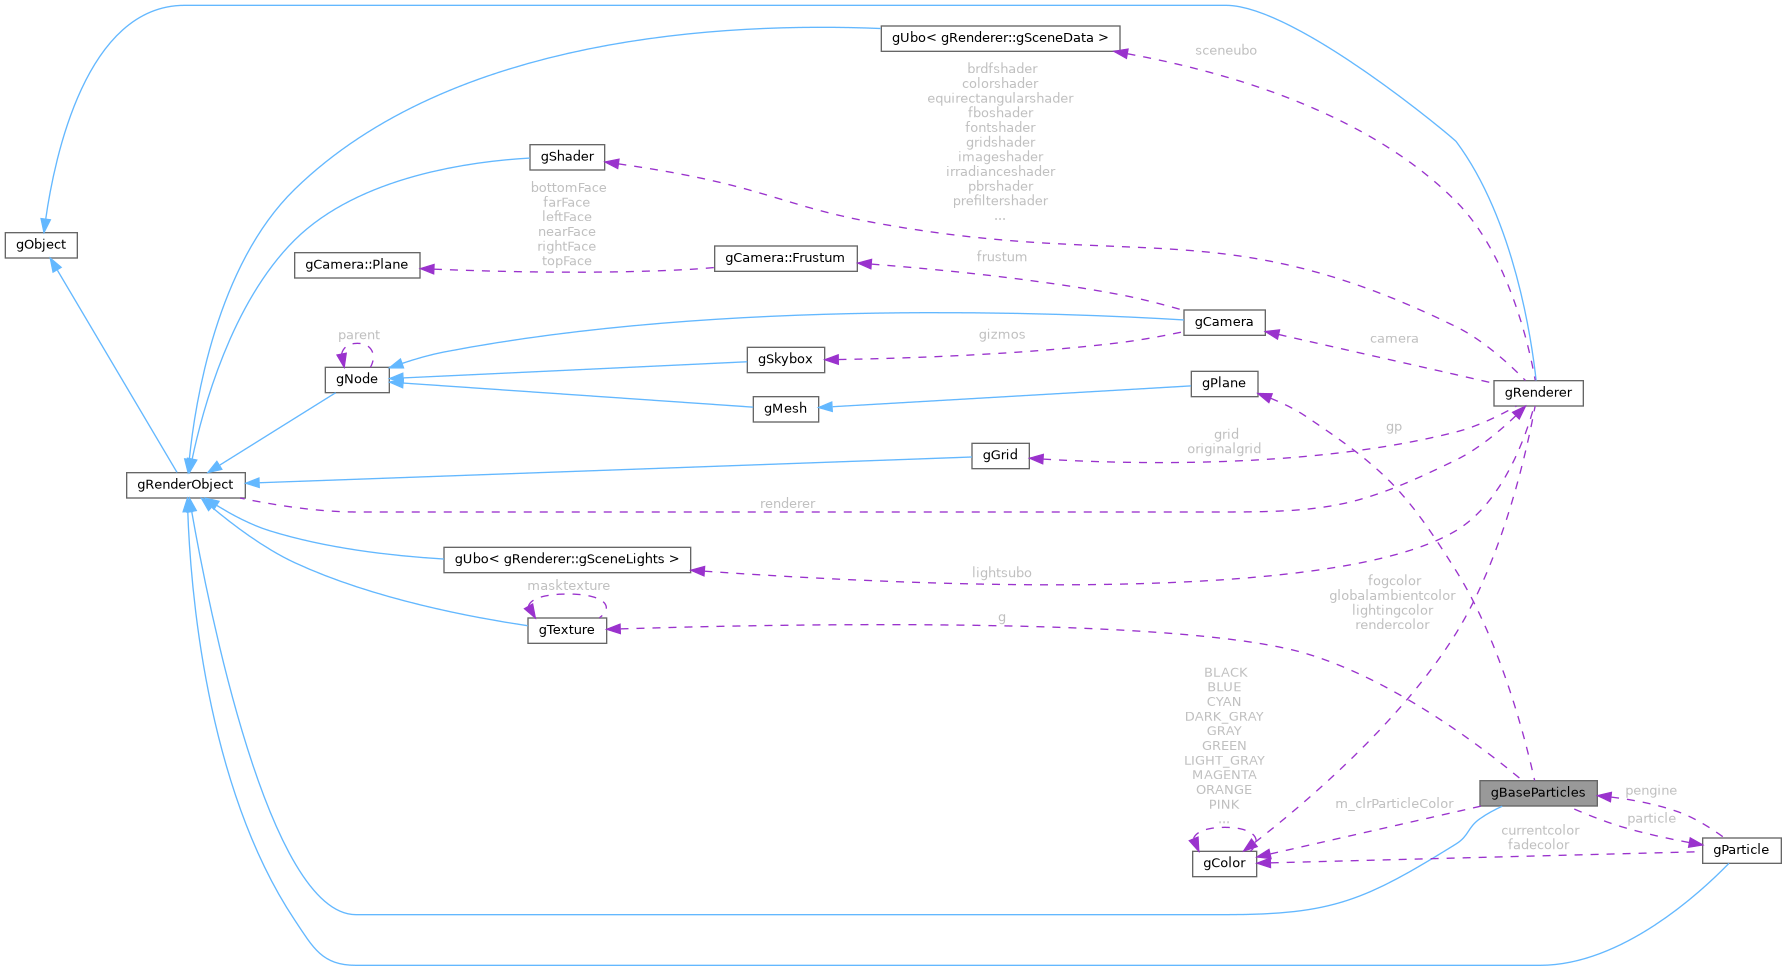 gUbo< gRenderer::gSceneData >
sceneubo
brdfshader
colorshader
equirectangularshader
fboshader
fontshader
gridshader
imageshader
irradianceshader
pbrshader
prefiltershader
...
gShader
bottomFace
farFace
leftFace
nearFace
rightFace
topFace
gObject
gCamera::Plane
gCamera::Frustum
frustum
gCamera
parent
gizmos
camera
gSkybox
gNode
gPlane
gRenderer
gMesh
gp
grid
originalgrid
gGrid
gRenderObject
renderer
gUbo< gRenderer::gSceneLights >
lightsubo
masktexture
fogcolor
globalambientcolor
lightingcolor
rendercolor
g
gTexture
BLACK
BLUE
CYAN
DARK_GRAY
GRAY
GREEN
LIGHT_GRAY
MAGENTA
ORANGE
PINK
...
gBaseParticles
pengine
m_clrParticleColor
particle
currentcolor
fadecolor
gParticle
gColor